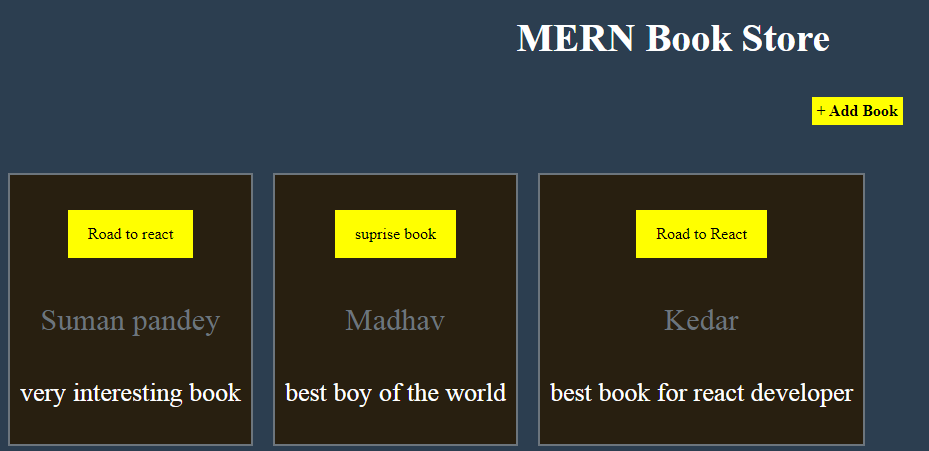 MERN Book Store
+ Add Book
Road to react
suprise book
Road to React
Suman pandey
Madhav
Kedar
very interesting book
best boy of the world
best book for react developer